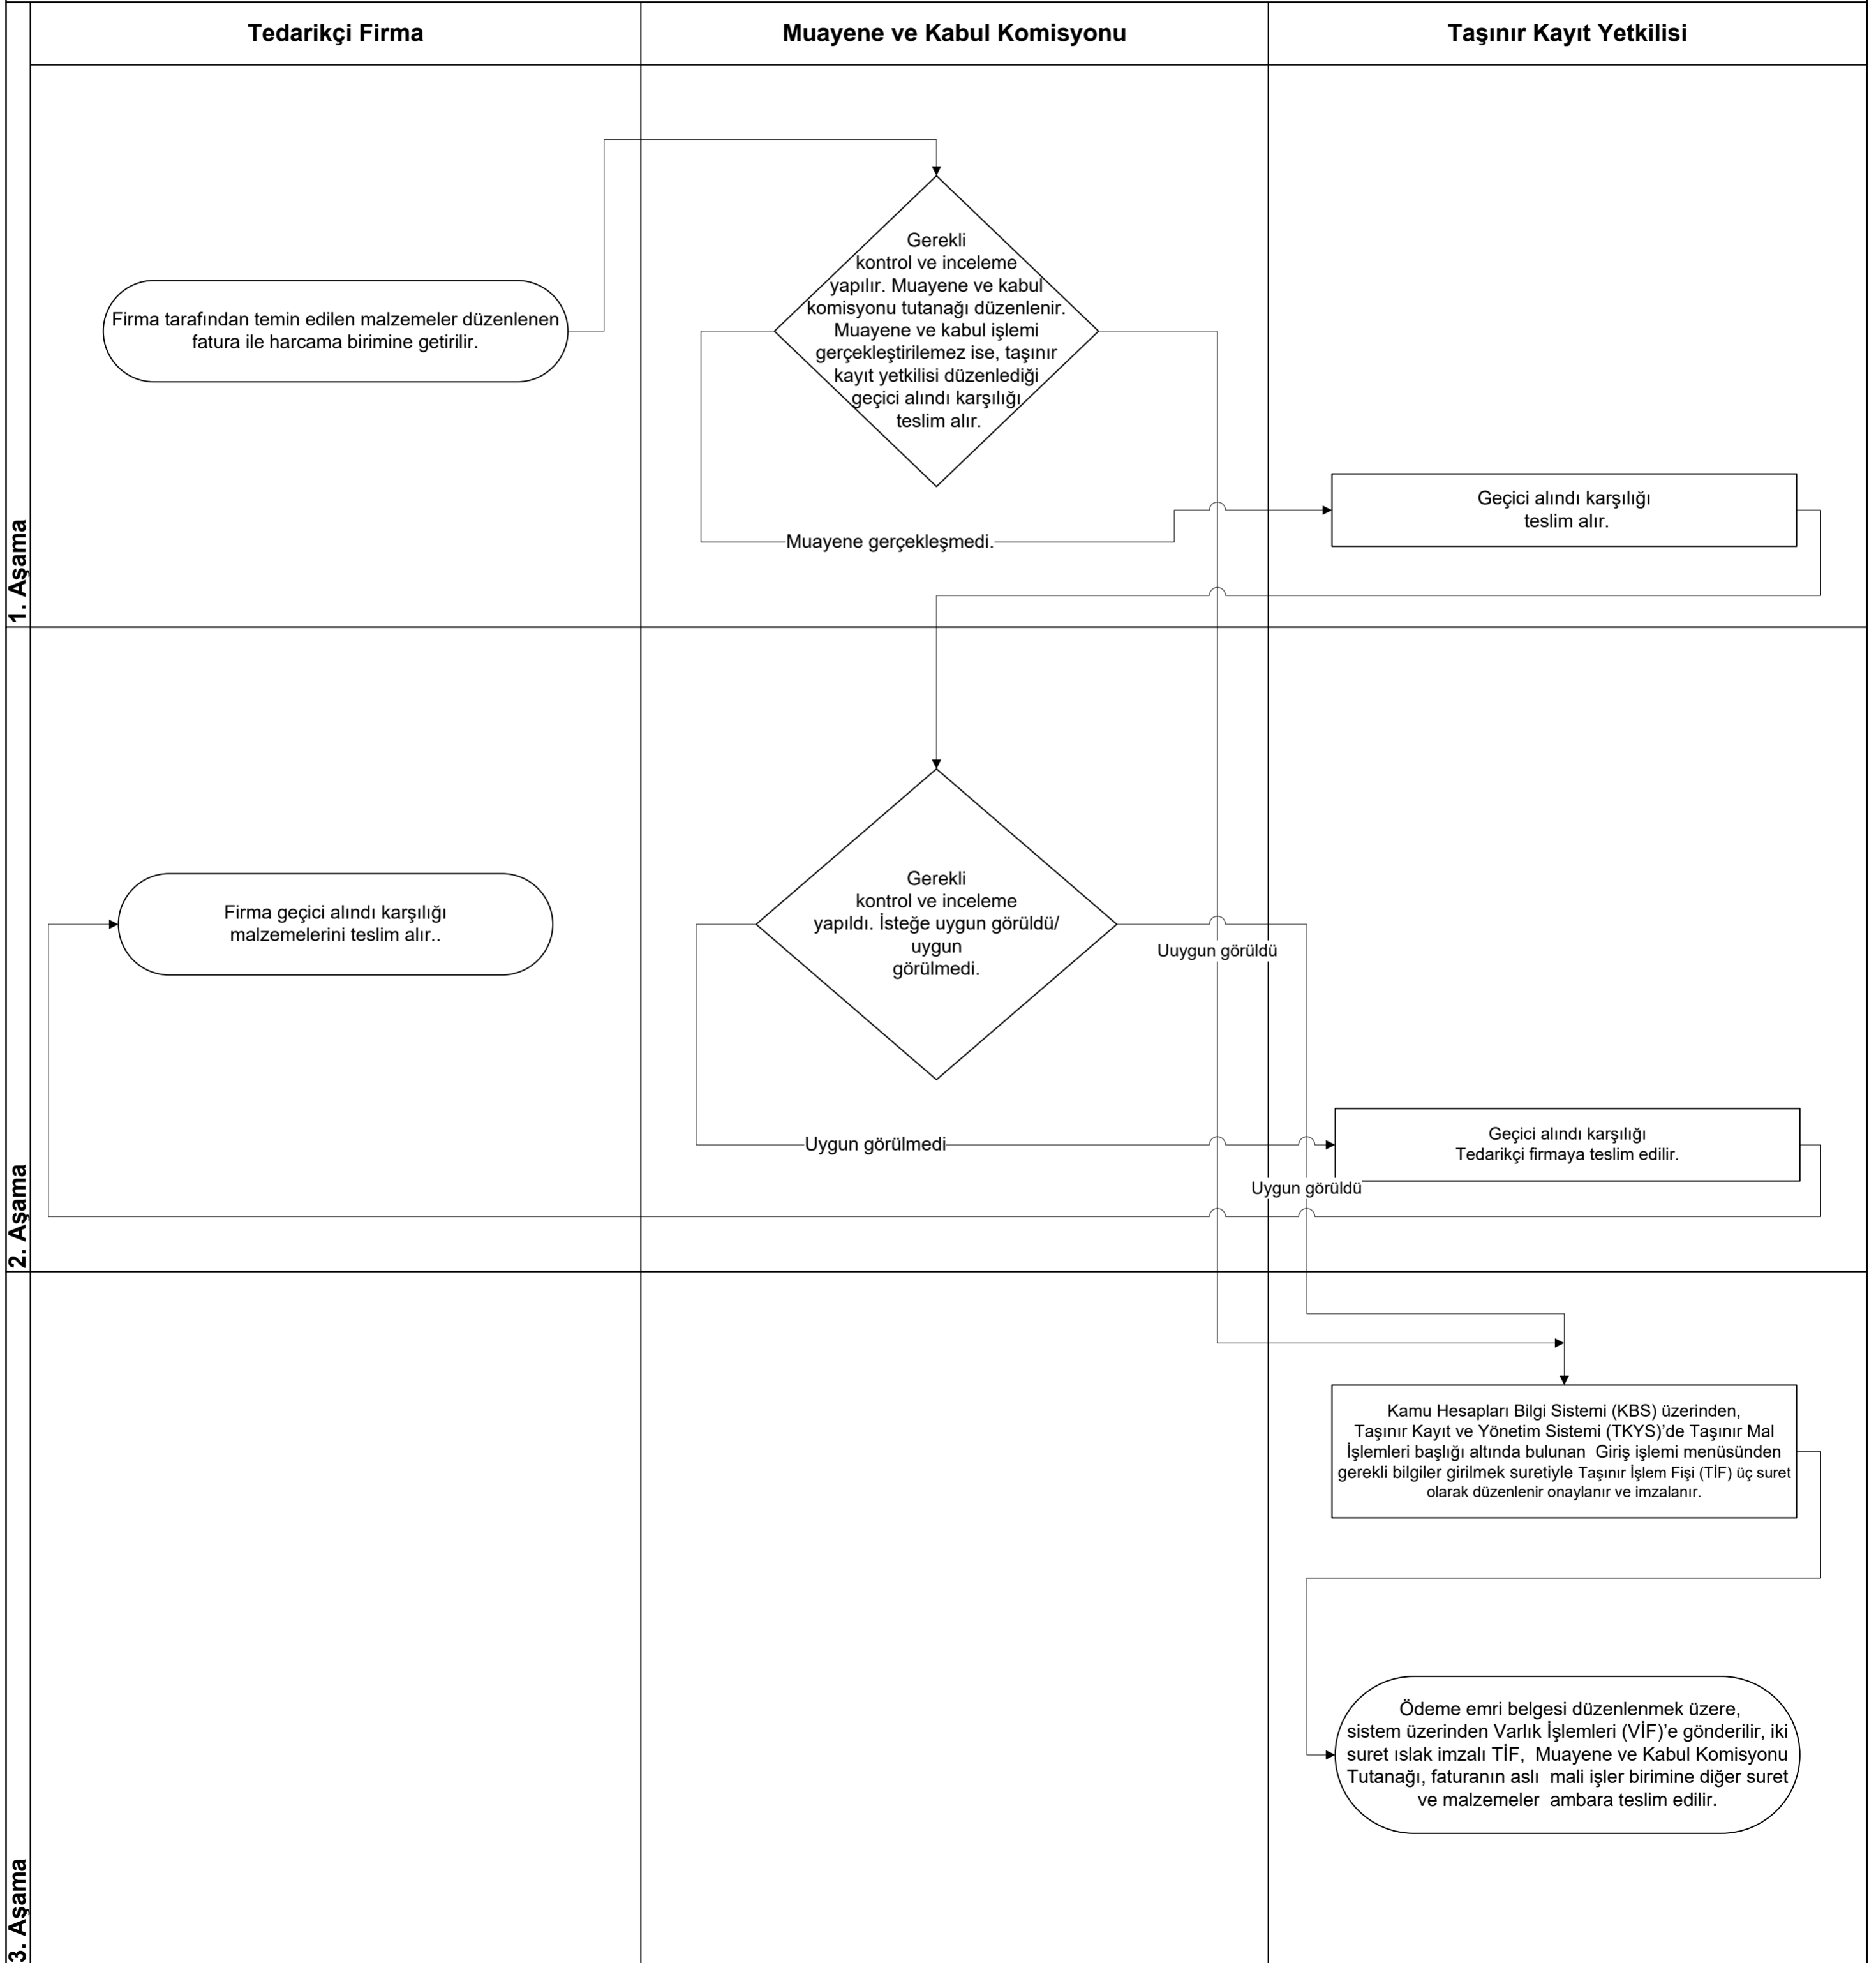 Tedarikçi Firma
Muayene ve Kabul Komisyonu
Taşınır Kayıt Yetkilisi
1. Aşama
Firma tarafından temin edilen malzemeler düzenlenen
fatura ile harcama birimine getirilir.
Gerekli
kontrol ve inceleme
yapılır. Muayene ve kabul
komisyonu tutanağı düzenlenir.
Muayene ve kabul işlemi
gerçekleştirilemez ise, taşınır
kayıt yetkilisi düzenlediği
geçici alındı karşılığı
teslim alır.
Muayene gerçekleşmedi.
Geçici alındı karşılığı
teslim alır.
2. Aşama
Firma geçici alındı karşılığı
malzemelerini teslim alır..
Gerekli
kontrol ve inceleme
yapıldı. İsteğe uygun görüldü/
uygun
görülmedi.
Uuygun görüldü
Uygun görülmedi
Geçici alındı karşılığı
Tedarikçi firmaya teslim edilir.
Uygun görüldü
3. Aşama
Kamu Hesapları Bilgi Sistemi (KBS) üzerinden,
Taşınır Kayıt ve Yönetim Sistemi (TKYS)’de Taşınır Mal
İşlemleri başlığı altında bulunan  Giriş işlemi menüsünden
gerekli bilgiler girilmek suretiyle Taşınır İşlem Fişi (TİF) üç suret
olarak düzenlenir onaylanır ve imzalanır.
Ödeme emri belgesi düzenlenmek üzere,
sistem üzerinden Varlık İşlemleri (VİF)’e gönderilir, iki
suret ıslak imzalı TİF,  Muayene ve Kabul Komisyonu
Tutanağı, faturanın aslı  mali işler birimine diğer suret
ve malzemeler  ambara teslim edilir.